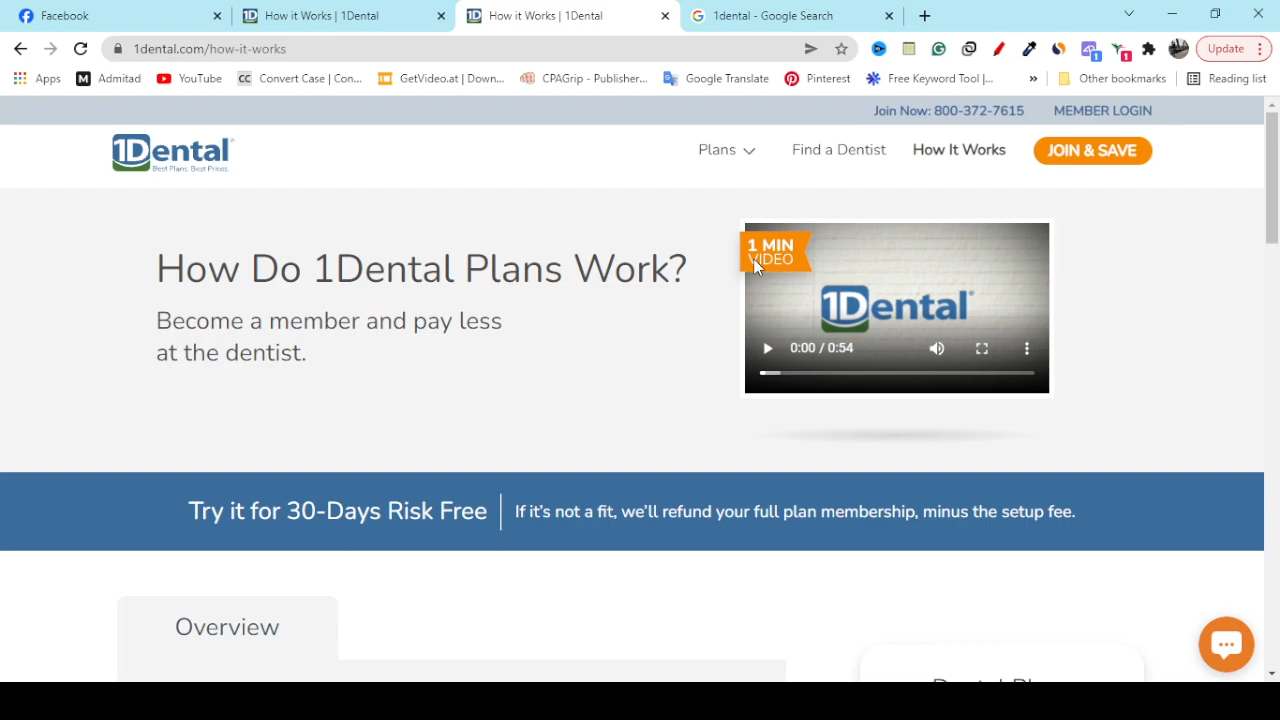 Facebook
How it Works | 1Dental
How it Works | 1Dental
1dental - Google Search
1dental.com/how-it-works
Update
Apps
Admitad
YouTube
CC Convert Case | Con...
GetVideo.at | Down...
CPAGrip - Publisher...
Google Translate
Pinterest
Free Keyword Tool |...
»
Other bookmarks
Reading list
Join Now: 800-372-7615
MEMBER LOGIN
1Dental®
Best Plans. Best Prices.
Plans
Find a Dentist
How It Works
JOIN & SAVE
How Do 1Dental Plans Work?
Become a member and pay less
at the dentist.
1 MIN
VIDEO
1Dental®
0:00 / 0:54
Try it for 30-Days Risk Free
If it's not a fit, we'll refund your full plan membership, minus the setup fee.
Overview